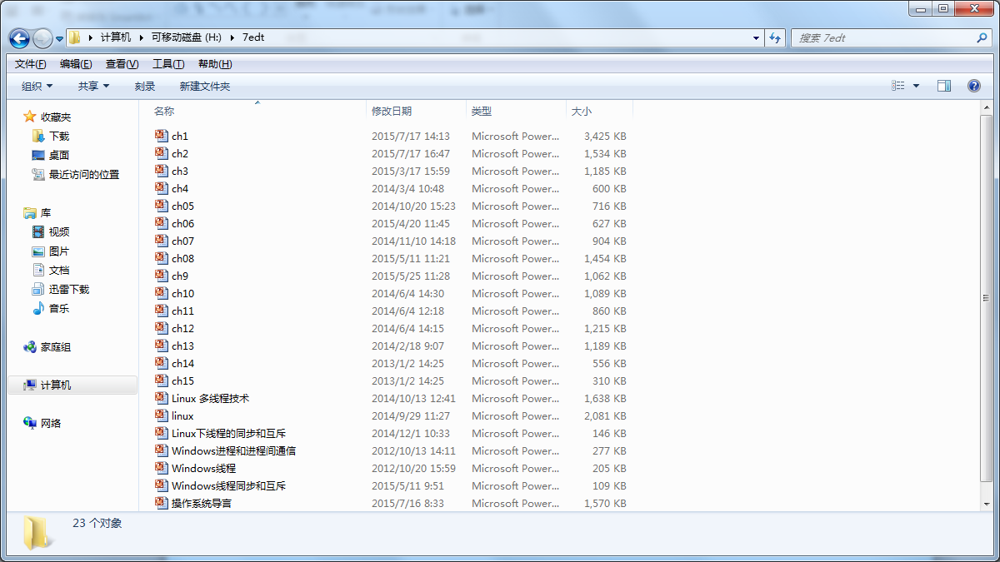 计算机 可移动磁盘 (H:) 7edt 搜索 7edt
文件(F) 编辑(E) 查看(V) 工具(T) 帮助(H)
组织 共享 刻录 新建文件夹
收藏夹
下载
桌面
最近访问的位置
库
视频
图片
文档
迅雷下载
音乐
家庭组
计算机
网络
名称 修改日期 类型 大小
ch1 2015/7/17 14:13 Microsoft Power... 3,425 KB
ch2 2015/7/17 16:47 Microsoft Power... 1,534 KB
ch3 2015/3/17 15:59 Microsoft Power... 1,185 KB
ch4 2014/3/4 10:48 Microsoft Power... 600 KB
ch05 2014/10/20 15:23 Microsoft Power... 716 KB
ch06 2015/4/20 11:45 Microsoft Power... 627 KB
ch07 2014/11/10 14:18 Microsoft Power... 904 KB
ch08 2015/5/11 11:21 Microsoft Power... 1,454 KB
ch9 2015/5/25 11:28 Microsoft Power... 1,062 KB
ch10 2014/6/4 14:30 Microsoft Power... 1,089 KB
ch11 2014/6/4 12:18 Microsoft Power... 860 KB
ch12 2014/6/4 14:15 Microsoft Power... 1,215 KB
ch13 2014/2/18 9:07 Microsoft Power... 1,189 KB
ch14 2013/1/2 14:25 Microsoft Power... 556 KB
ch15 2013/1/2 14:25 Microsoft Power... 310 KB
Linux 多线程技术 2014/10/13 12:41 Microsoft Power... 1,638 KB
linux 2014/9/29 11:27 Microsoft Power... 2,081 KB
Linux下线程的同步和互斥 2014/12/1 10:33 Microsoft Power... 146 KB
Windows进程和进程间通信 2012/10/13 14:11 Microsoft Power... 277 KB
Windows线程 2012/10/20 15:59 Microsoft Power... 205 KB
Windows线程同步和互斥 2015/5/11 9:51 Microsoft Power... 109 KB
操作系统导言 2015/7/16 8:33 Microsoft Power... 1,570 KB
23 个对象